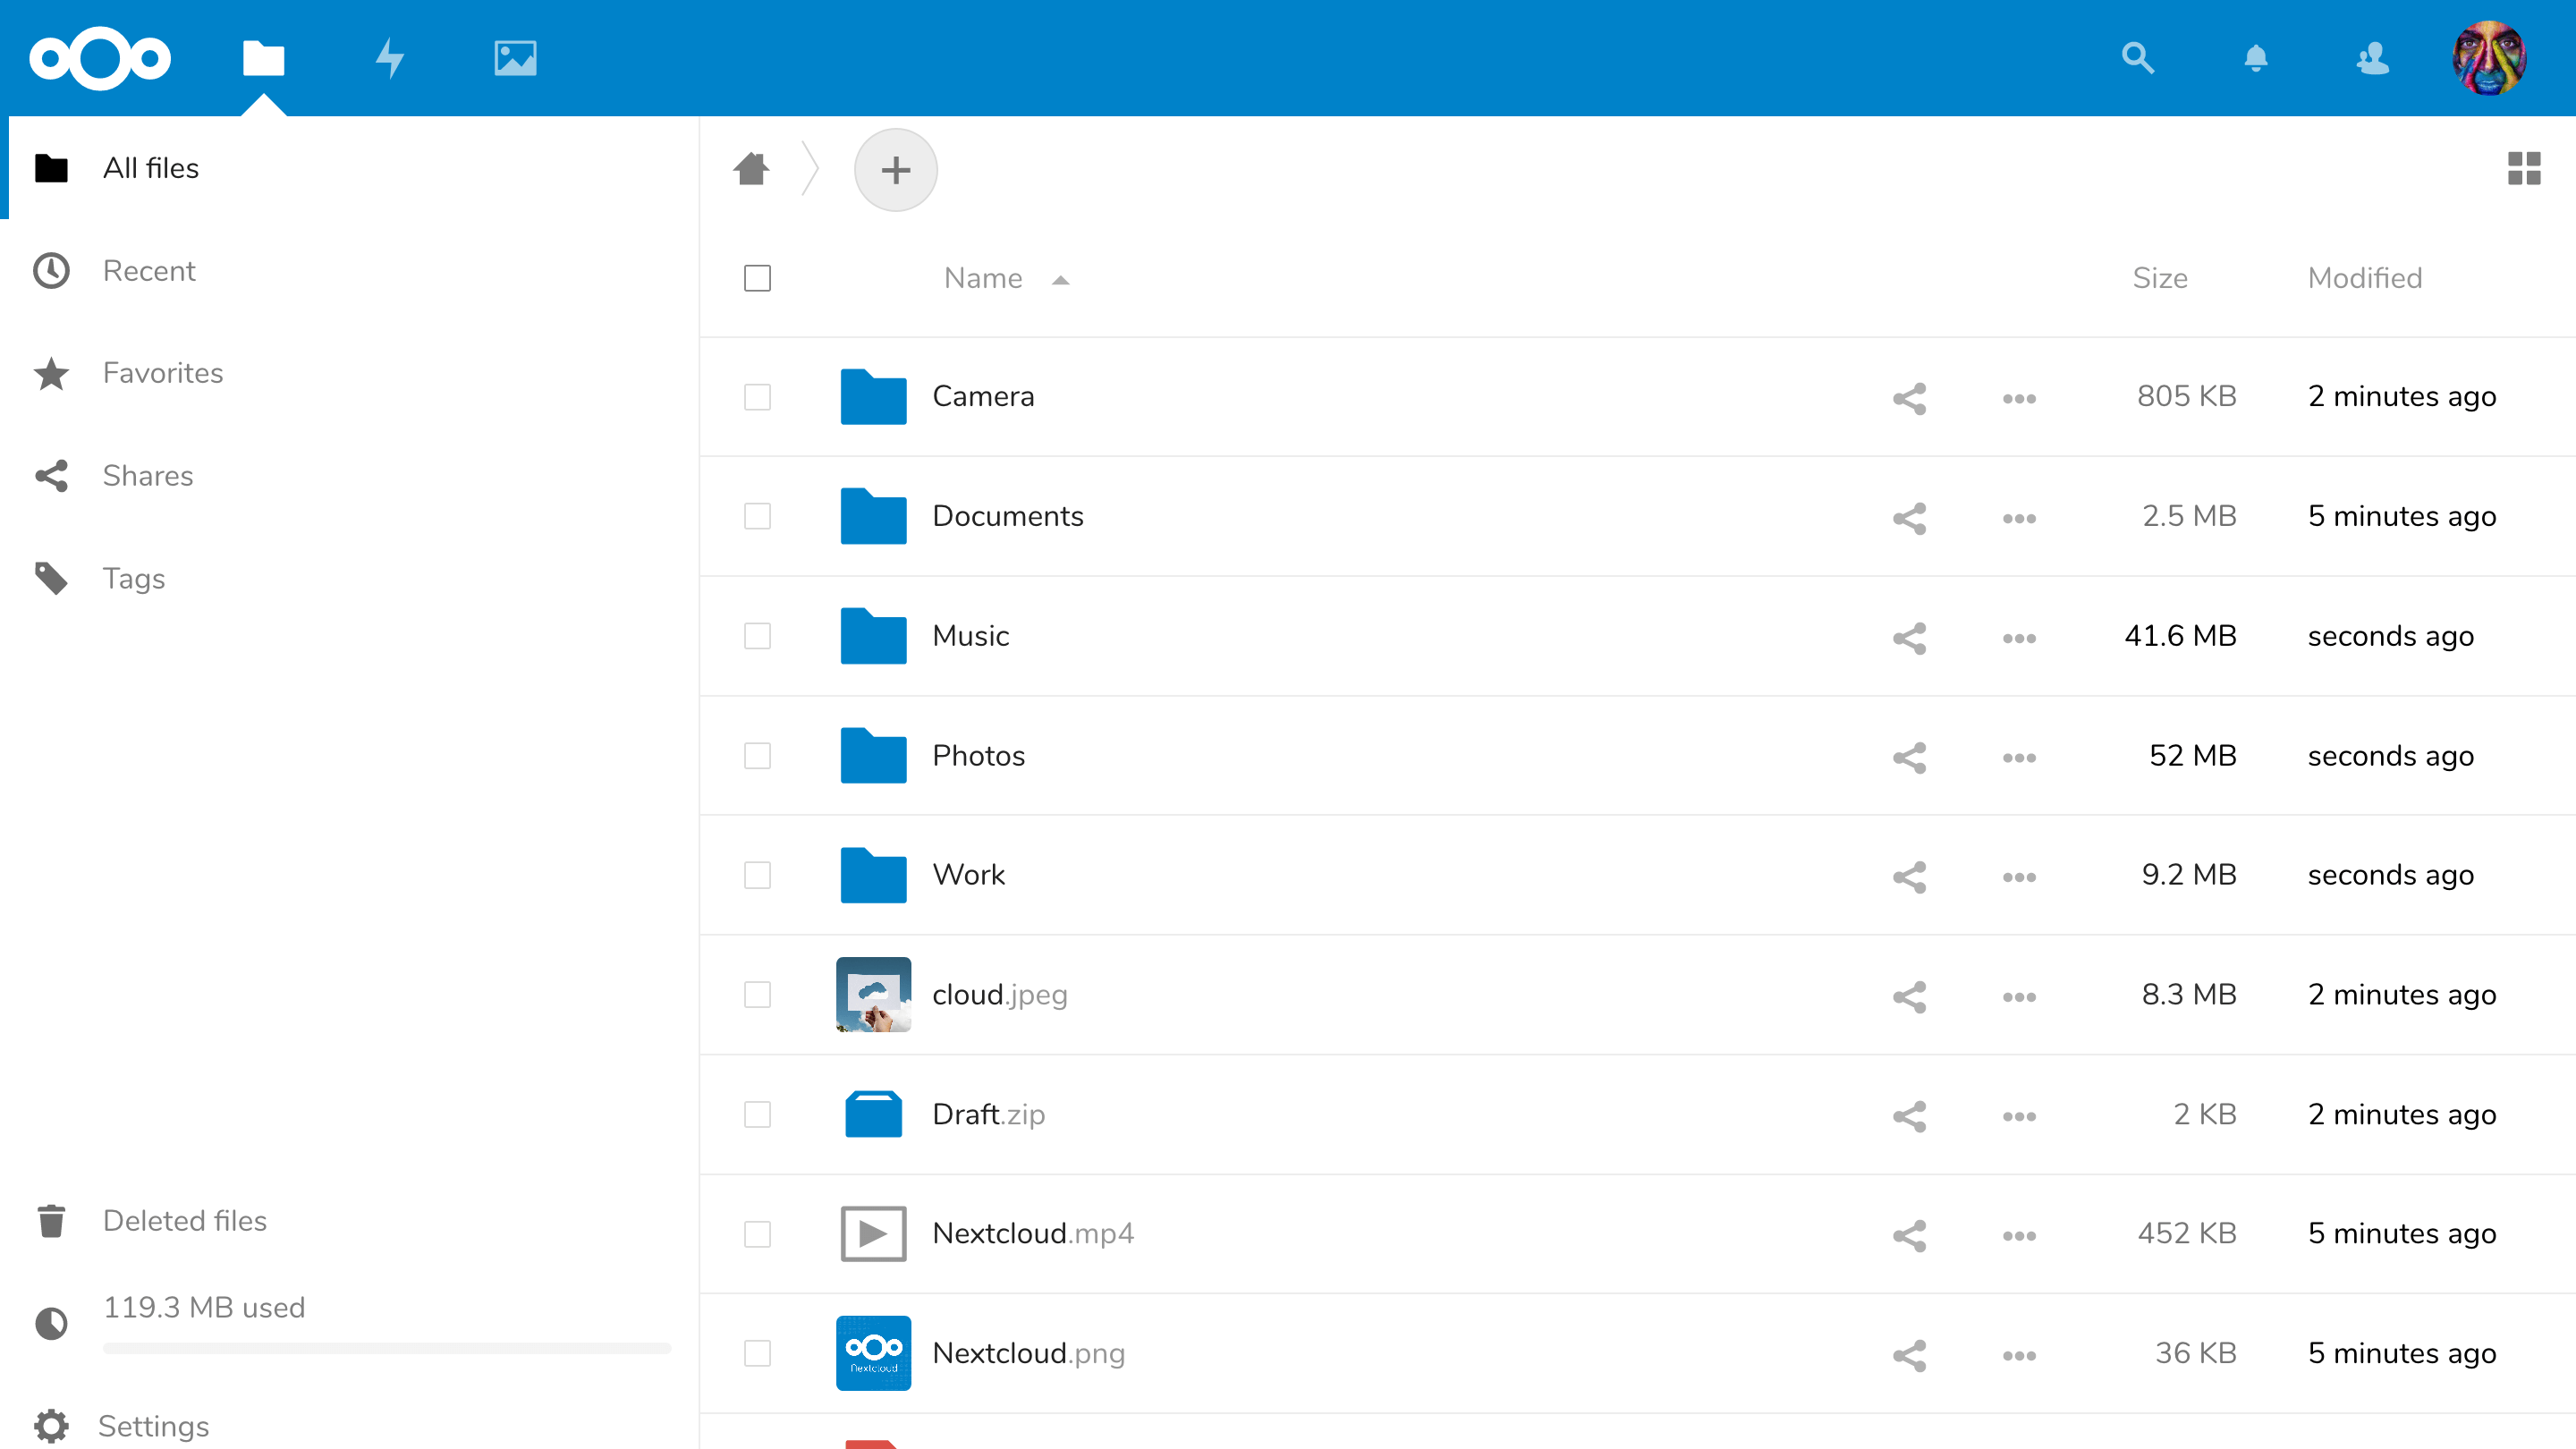 All files
Recent
Favorites
Shares
Tags
Deleted files
119.3 MB used
Settings
Name Size Modified
Camera 805 KB 2 minutes ago
Documents 2.5 MB 5 minutes ago
Music 41.6 MB seconds ago
Photos 52 MB seconds ago
Work 9.2 MB seconds ago
cloud.jpeg 8.3 MB 2 minutes ago
Draft.zip 2 KB 2 minutes ago
Nextcloud.mp4 452 KB 5 minutes ago
Nextcloud
Nextcloud.png 36 KB 5 minutes ago